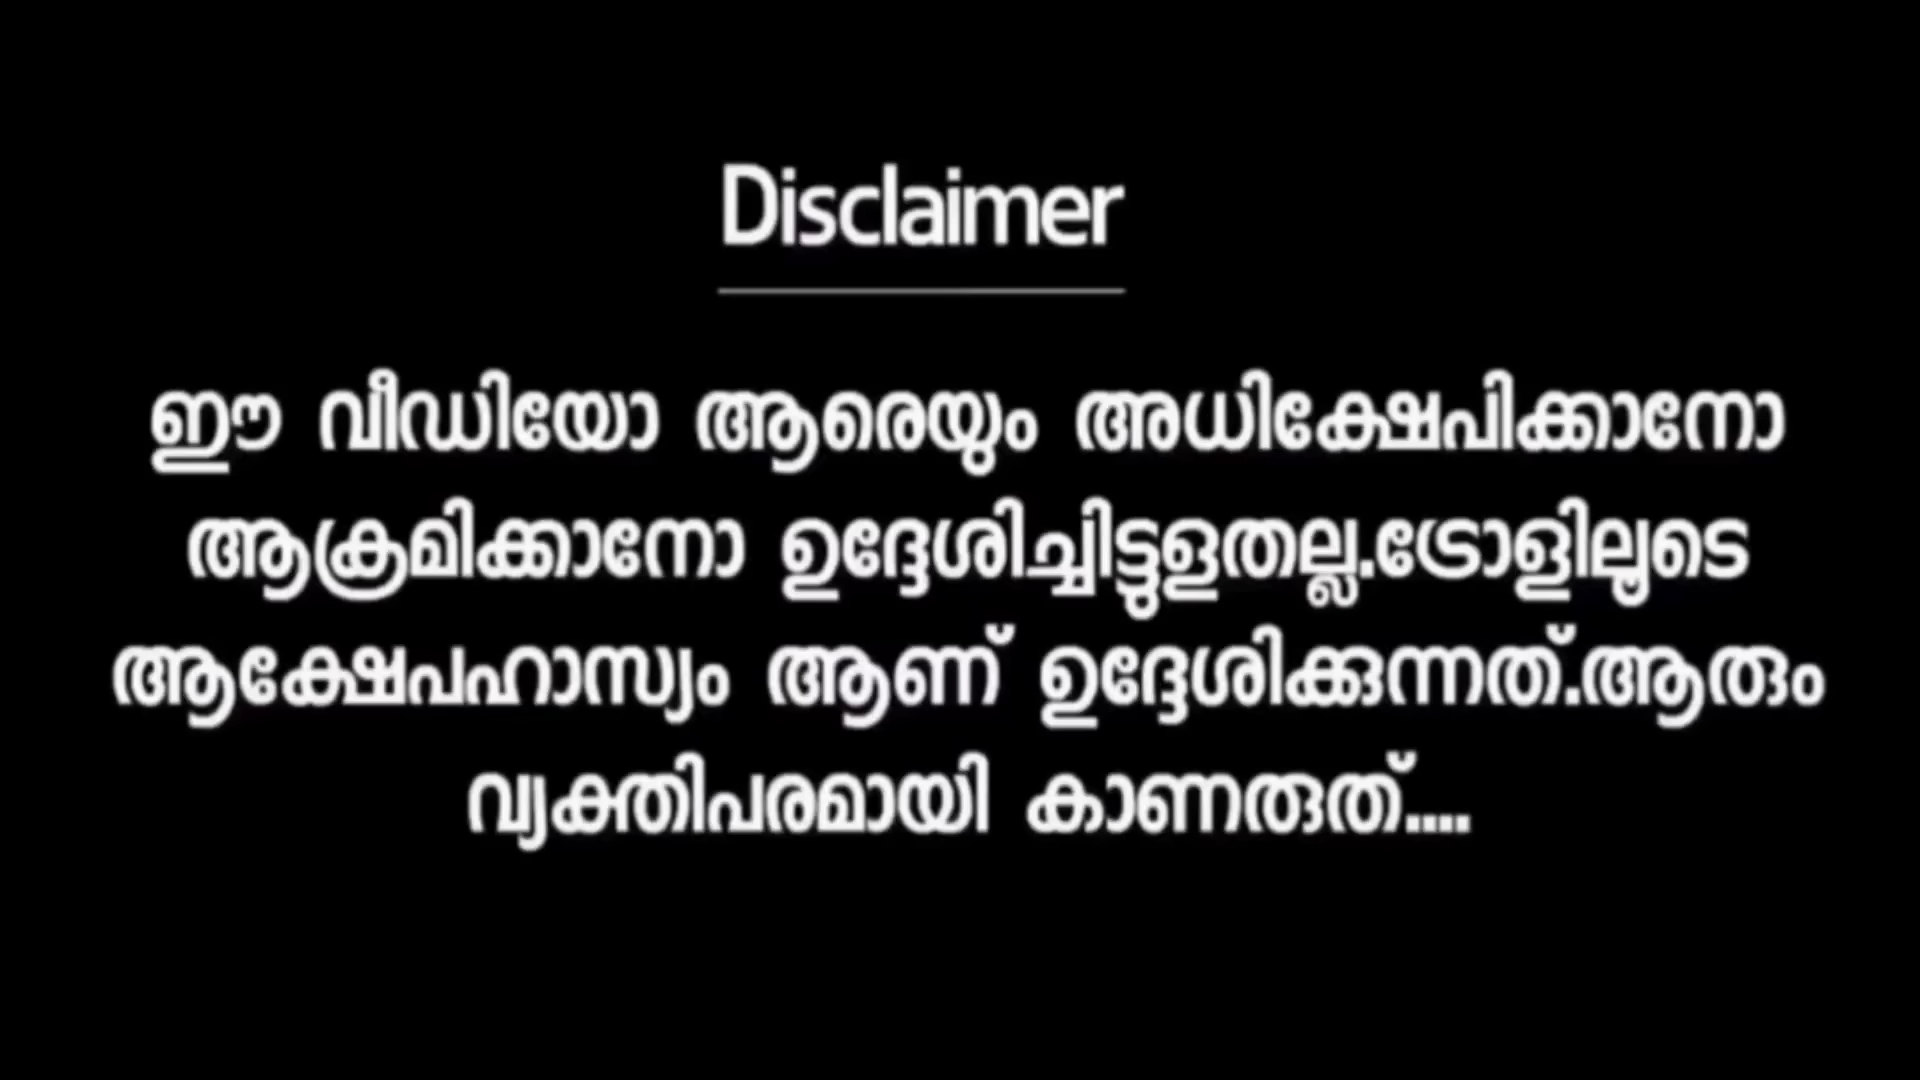 Disclaimer
ഈ വീഡിയോ ആരെയും അധിക്ഷേപിക്കാനോ
ആക്രമിക്കാനോ ഉദ്ദേശിച്ചിട്ടുളതല്ല.ട്രോളിലൂടെ
ആക്ഷേപഹാസ്യം ആണ് ഉദ്ദേശിക്കുന്നത്.ആരും
വ്യക്തിപരമായി കാണരുത്....